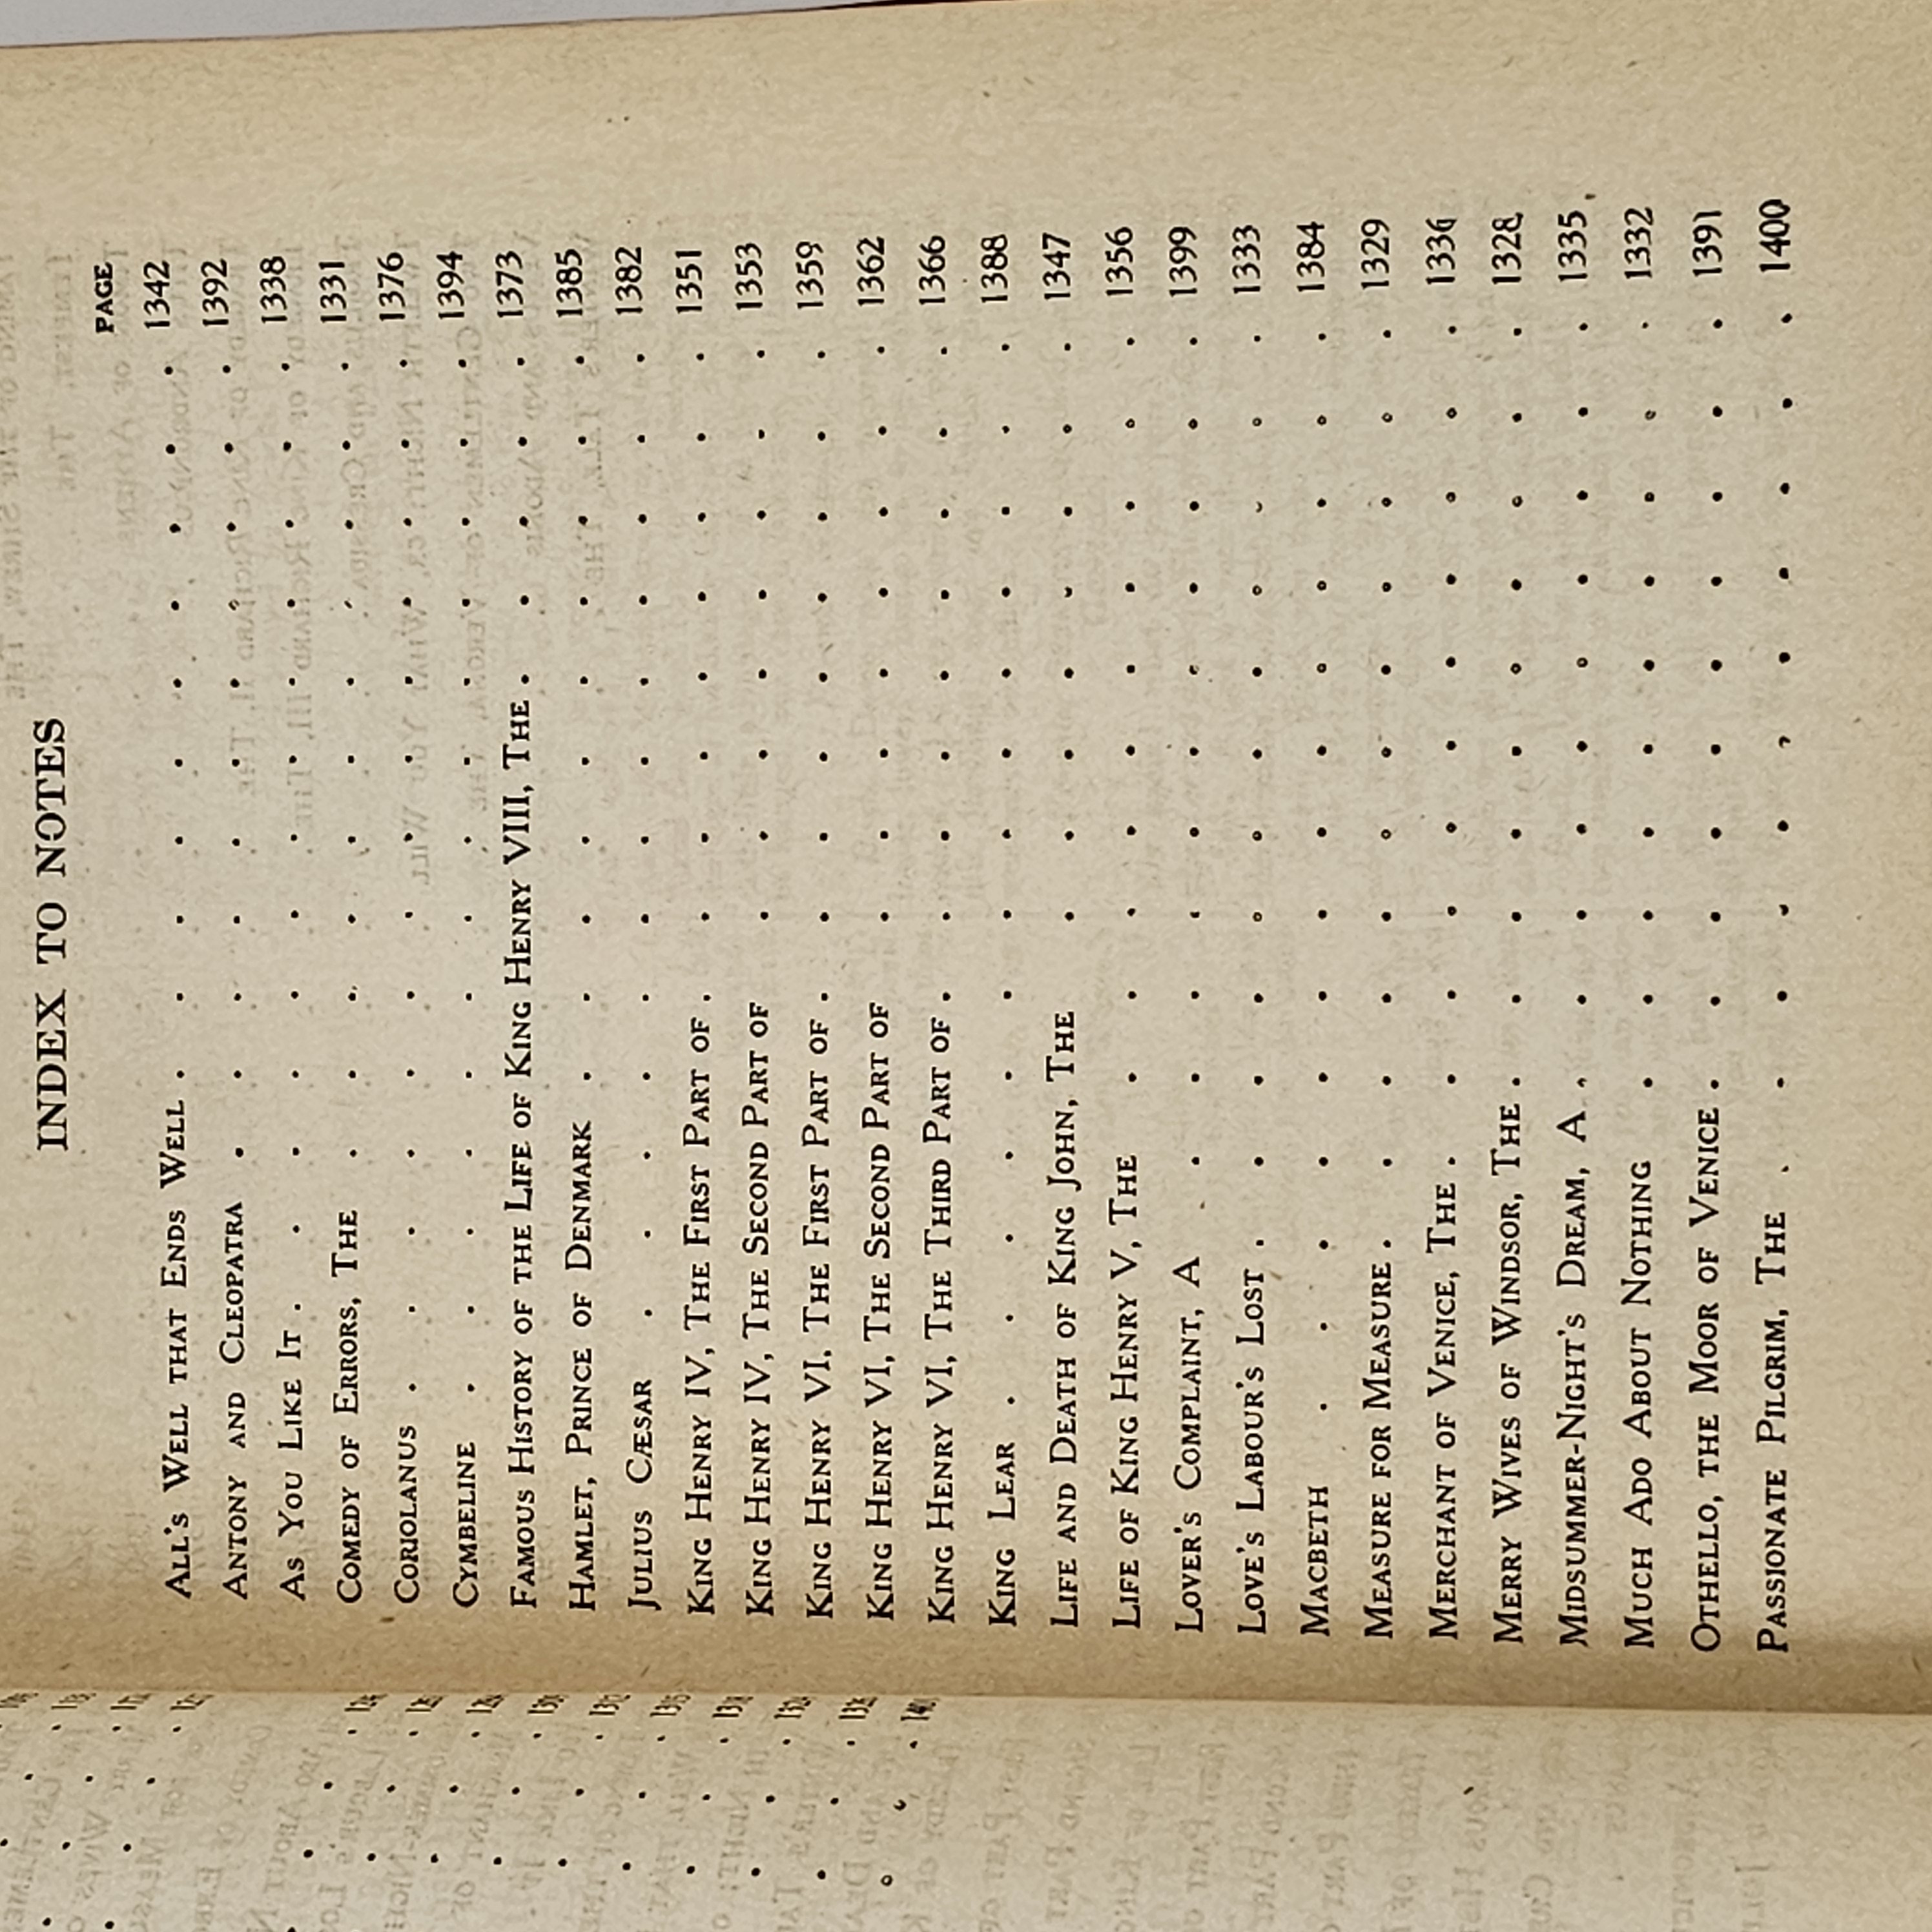 INDEX TO NOTES
PAGE
ALL'S WELL THAT ENDS WELL . . . . . . . . . . 1342
ANTONY AND CLEOPATRA . . . . . . . . . . . 1392
AS YOU LIKE IT . . . . . . . . . . . . . 1338
COMEDY OF ERRORS, THE . . . . . . . . . . . 1331
CORIOLANUS . . . . . . . . . . . . . . 1376
CYMBELINE . . . . . . . . . . . . . . 1394
FAMOUS HISTORY OF THE LIFE OF KING HENRY VIII, THE . . . . . 1373
HAMLET, PRINCE OF DENMARK . . . . . . . . . . 1385
JULIUS CÆSAR . . . . . . . . . . . . . 1382
KING HENRY IV, THE FIRST PART OF . . . . . . . . . 1351
KING HENRY IV, THE SECOND PART OF . . . . . . . . 1353
KING HENRY VI, THE FIRST PART OF . . . . . . . . . 1359
KING HENRY VI, THE SECOND PART OF . . . . . . . . 1362
KING HENRY VI, THE THIRD PART OF . . . . . . . . . 1366
KING LEAR . . . . . . . . . . . . . . 1388
LIFE AND DEATH OF KING JOHN, THE . . . . . . . . 1347
LIFE OF KING HENRY V, THE . . . . . . . . . . 1356
LOVER'S COMPLAINT, A . . . . . . . . . . . 1399
LOVE'S LABOUR'S LOST . . . . . . . . . . . . 1333
MACBETH . . . . . . . . . . . . . . 1384
MEASURE FOR MEASURE . . . . . . . . . . . . 1329
MERCHANT OF VENICE, THE . . . . . . . . . . . 1336
MERRY WIVES OF WINDSOR, THE . . . . . . . . . . 1328
MIDSUMMER-NIGHT'S DREAM, A . . . . . . . . . . 1335
MUCH ADO ABOUT NOTHING . . . . . . . . . . 1332
OTHELLO, THE MOOR OF VENICE . . . . . . . . . . 1391
PASSIONATE PILGRIM, THE . . . . . . . . . . . 1400